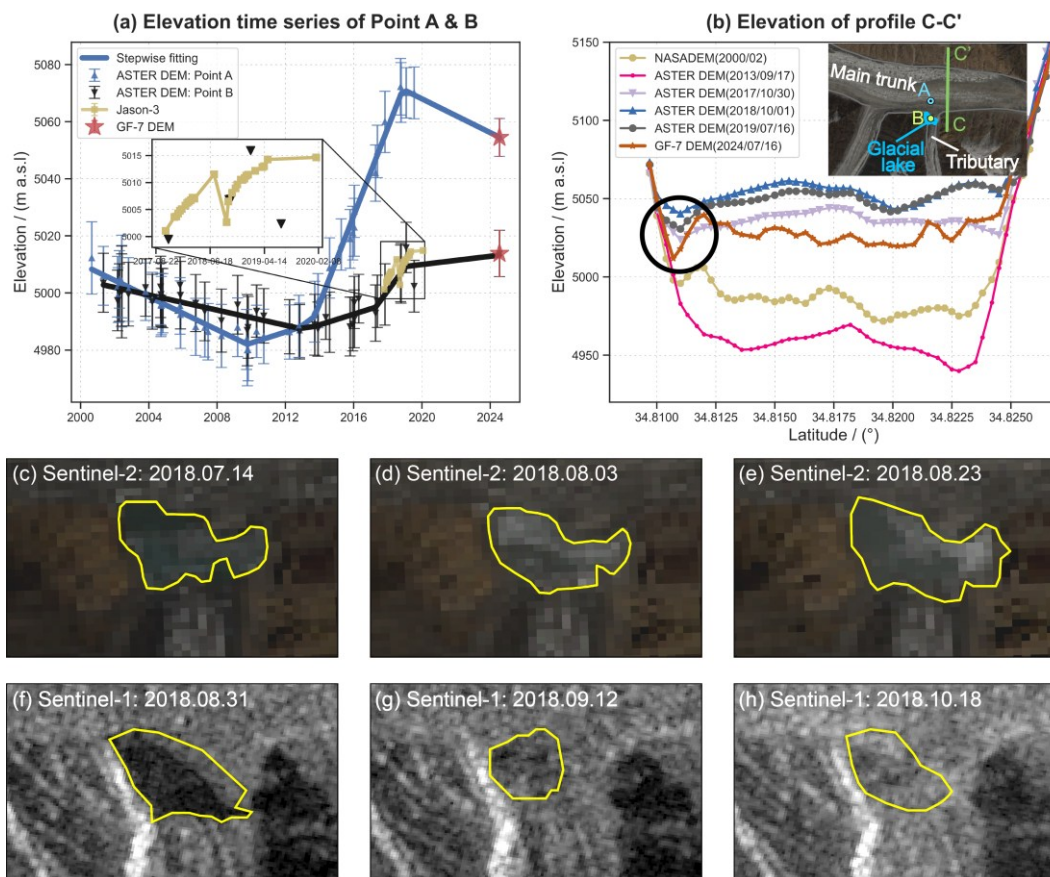 (a) Elevation time series of Point A & B
Elevation / (m a.s.l)
5080
5060
5040
5020
5000
4980
2000
2004
2008
2012
2016
2020
2024
Stepwise fitting
ASTER DEM: Point A
ASTER DEM: Point B
Jason-3
GF-7 DEM
5015
5010
5005
5000
2017-08-22
2018-06-18
2019-04-14
2020-02-08
(b) Elevation of profile C-C'
Elevation / (m a.s.l)
5150
5100
5050
5000
4950
34.8100
34.8125
34.8150
34.8175
34.8200
34.8225
34.8250
Latitude / (°)
NASADEM(2000/02)
ASTER DEM(2013/09/17)
ASTER DEM(2017/10/30)
ASTER DEM(2018/10/01)
ASTER DEM(2019/07/16)
GF-7 DEM(2024/07/16)
C'
Main trunk
A
B
C
Glacial
lake
Tributary
(c) Sentinel-2: 2018.07.14
(d) Sentinel-2: 2018.08.03
(e) Sentinel-2: 2018.08.23
(f) Sentinel-1: 2018.08.31
(g) Sentinel-1: 2018.09.12
(h) Sentinel-1: 2018.10.18